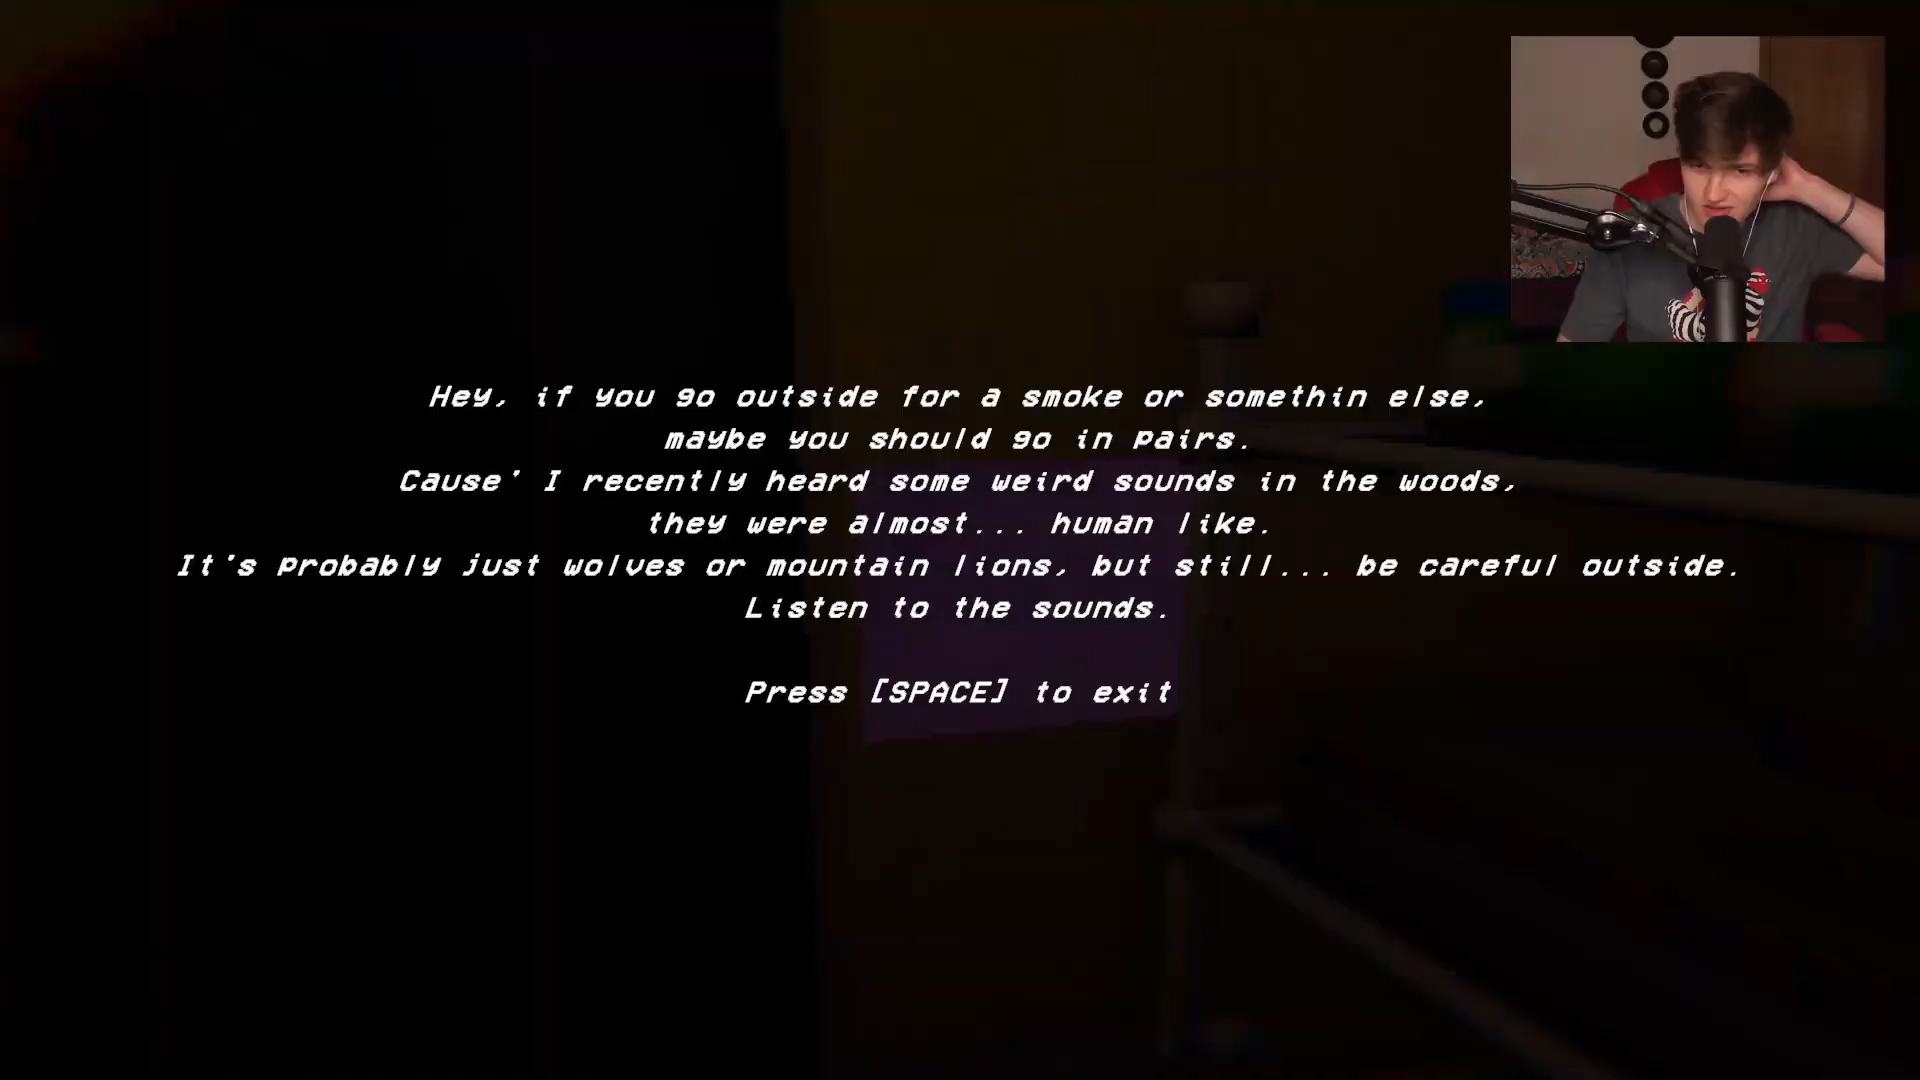 Hey, if you go outside for a smoke or somethin else,
maybe you should go in pairs.
Cause' I recently heard some weird sounds in the woods,
they were almost... human like.
It's probably just wolves or mountain lions, but still... be careful outside.
Listen to the sounds.
Press [SPACE] to exit